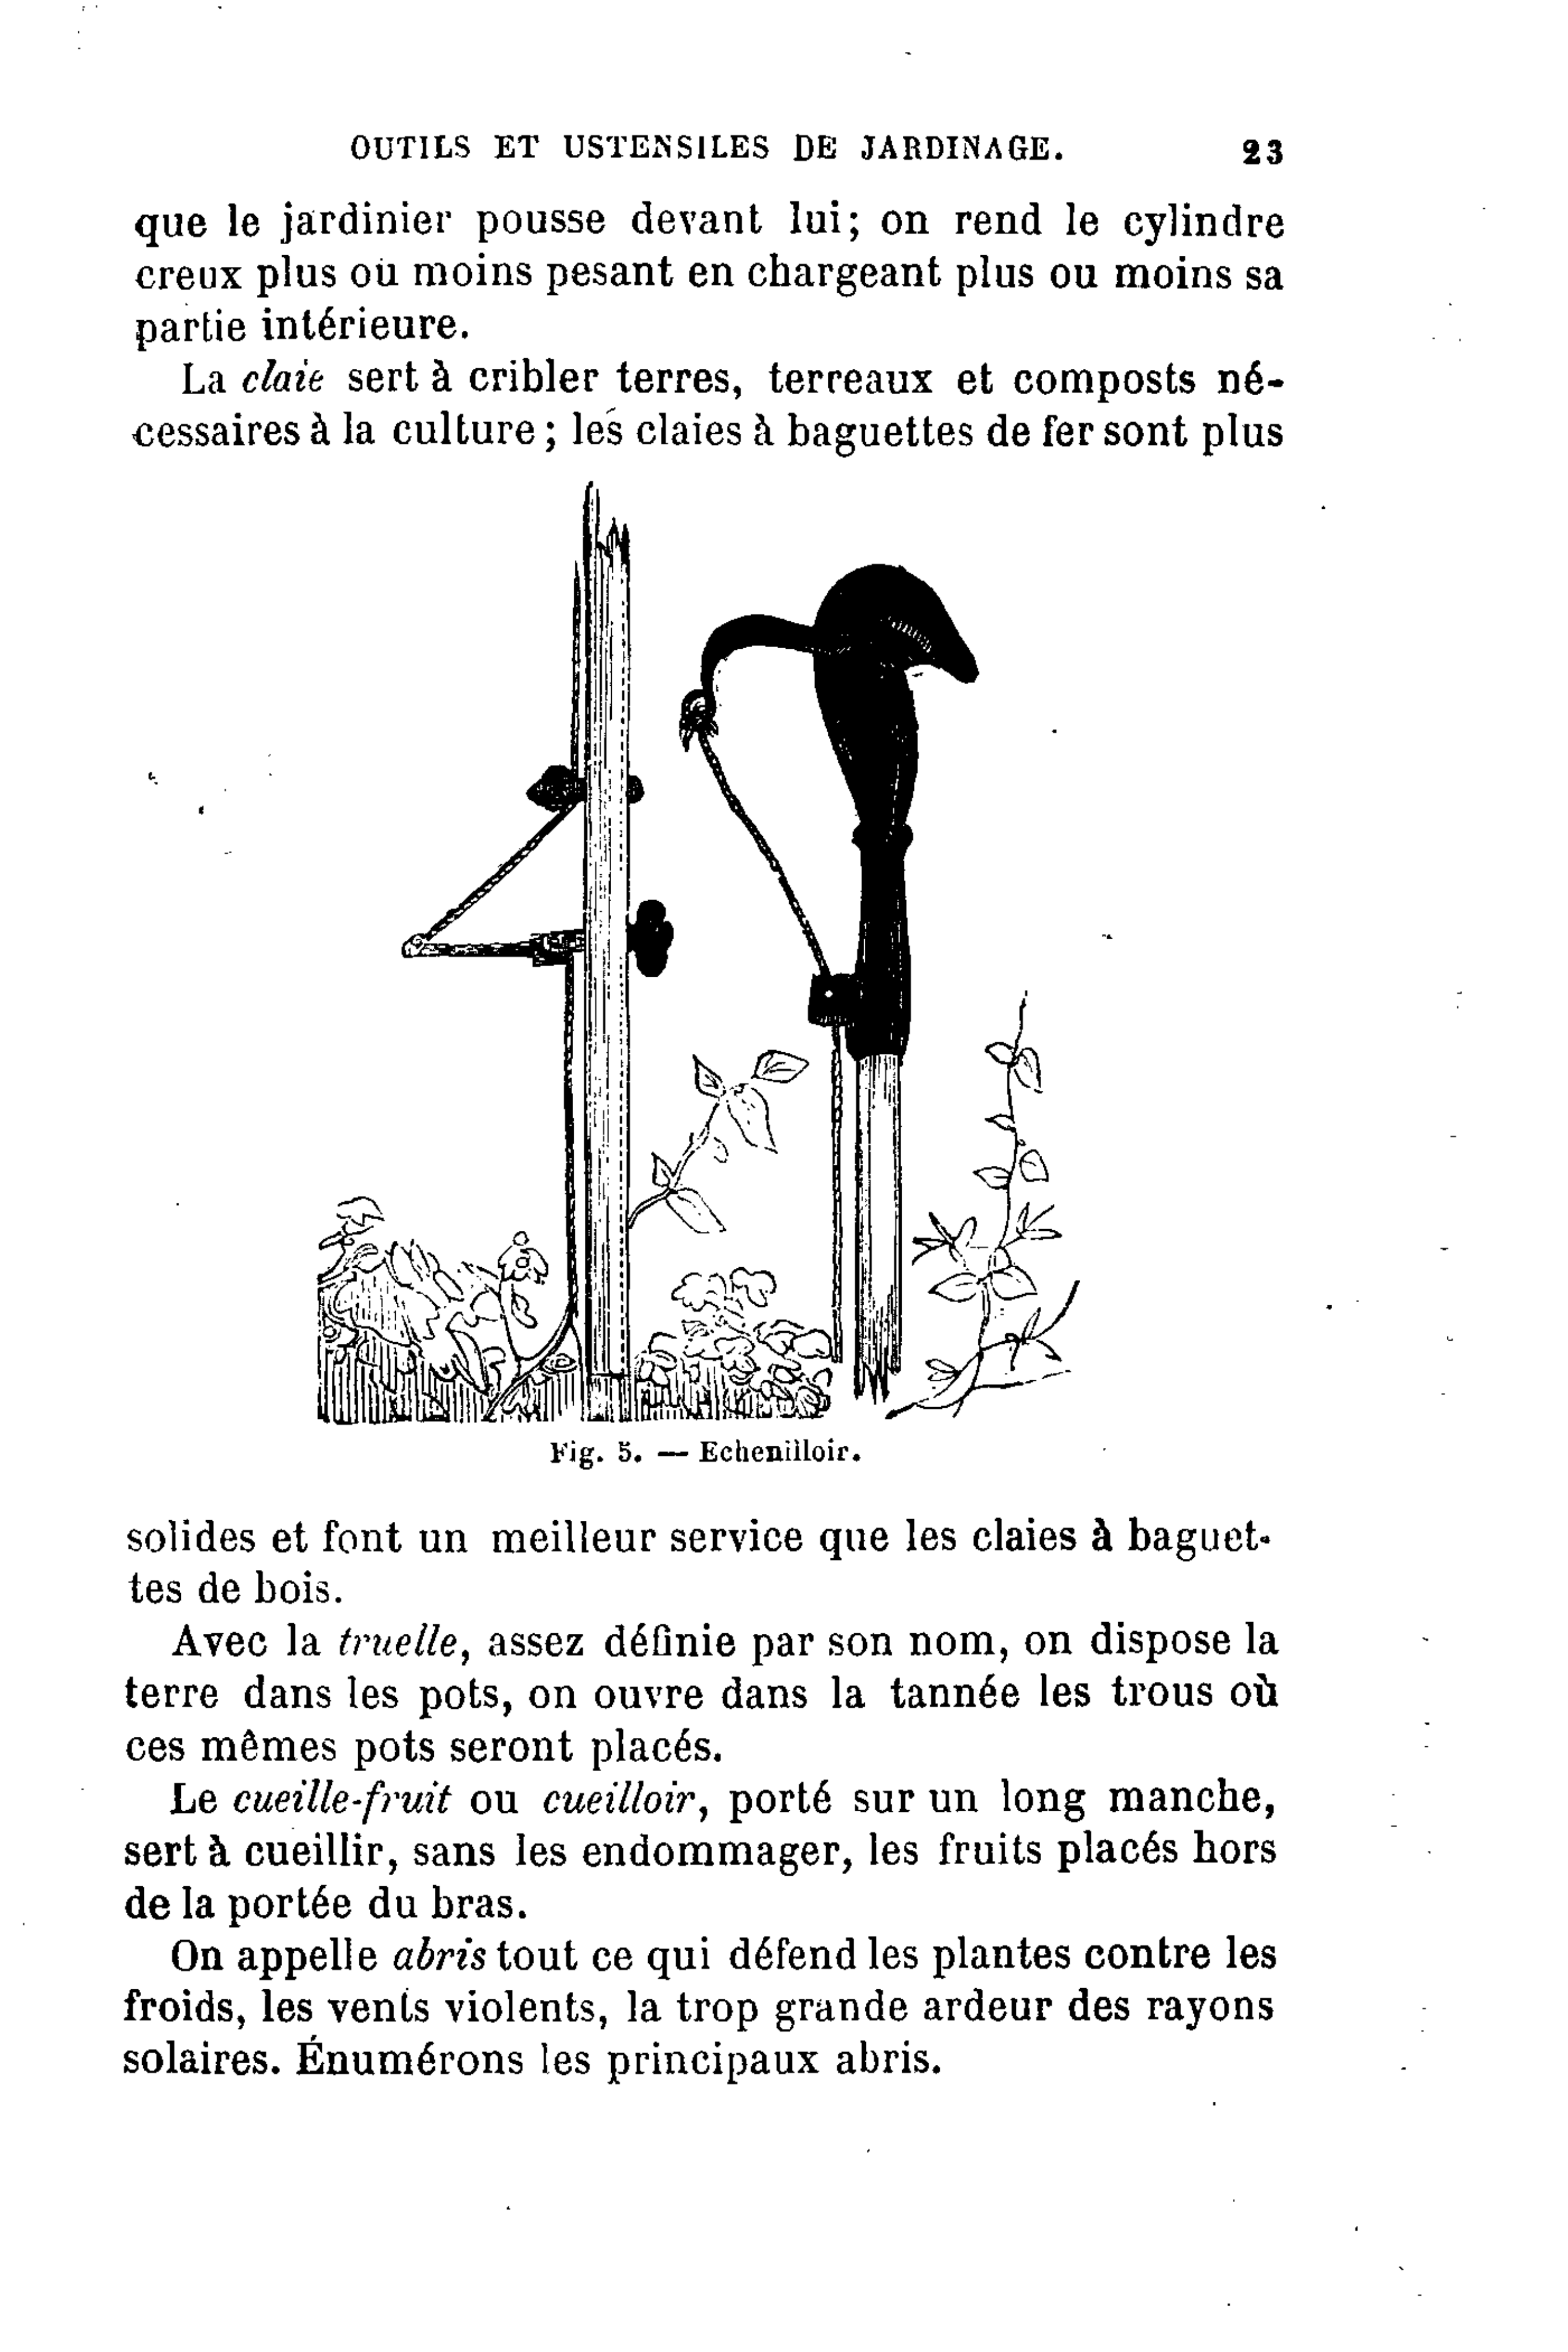 OUTILS ET USTENSILES DE JARDINAGE. 23
que le jardinier pousse devant lui; on rend le cylindre
creux plus ou moins pesant en chargeant plus ou moins sa
partie intérieure.
La claie sert à cribler terres, terreaux et composts né-
cessaires à la culture; les claies à baguettes de fer sont plus
Fig. 5. — Echenilloir.
solides et font un meilleur service que les claies à baguet-
tes de bois.
Avec la truelle, assez définie par son nom, on dispose la
terre dans les pots, on ouvre dans la tannée les trous où
ces mêmes pots seront placés.
Le cueille-fruit ou cueilloir, porté sur un long manche,
sert à cueillir, sans les endommager, les fruits placés hors
de la portée du bras.
On appelle abris tout ce qui défend les plantes contre les
froids, les vents violents, la trop grande ardeur des rayons
solaires. Énumérons les principaux abris.